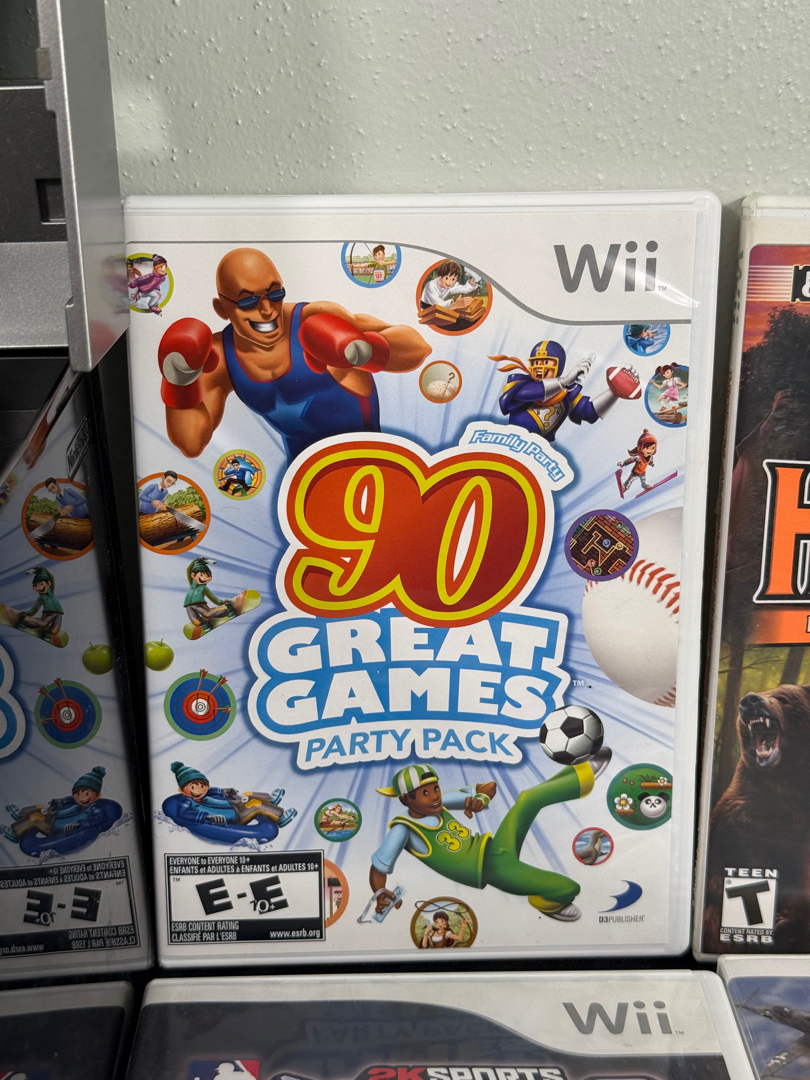 Wii
Family Party
90
GREAT
GAMES
PARTY PACK
33
EVERYONE to EVERYONE 10+
ENFANTS et ADULTES à ENFANTS et ADULTES 10+
E-E
10+
ESRB CONTENT RATING
CLASSIFIÉ PAR L'ESRB
www.esrb.org
D3PUBLISHER
H
TEEN
T
CONTENT RATED BY
ESRB
Wii
2K SPORTS